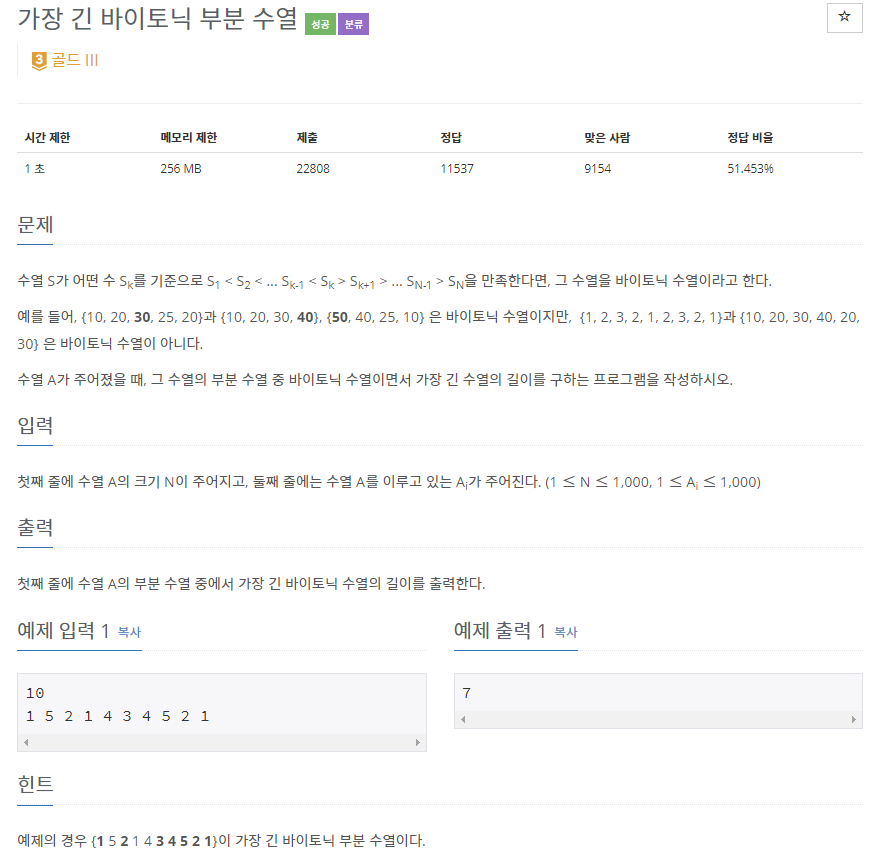 가장 긴 바이토닉 부분 수열 성공 분류
☆
3 골드 III
시간 제한 메모리 제한 제출 정답 맞은 사람 정답 비율
1 초 256 MB 22808 11537 9154 51.453%
문제
수열 S가 어떤 수 Sk를 기준으로 S1 < S2 < ... Sk-1 < Sk > Sk+1 > ... SN-1 > SN을 만족한다면, 그 수열을 바이토닉 수열이라고 한다.
예를 들어, {10, 20, 30, 25, 20}과 {10, 20, 30, 40}, {50, 40, 25, 10} 은 바이토닉 수열이지만, {1, 2, 3, 2, 1, 2, 3, 2, 1}과 {10, 20, 30, 40, 20,
30} 은 바이토닉 수열이 아니다.
수열 A가 주어졌을 때, 그 수열의 부분 수열 중 바이토닉 수열이면서 가장 긴 수열의 길이를 구하는 프로그램을 작성하시오.
입력
첫째 줄에 수열 A의 크기 N이 주어지고, 둘째 줄에는 수열 A를 이루고 있는 Ai가 주어진다. (1 ≤ N ≤ 1,000, 1 ≤ Ai ≤ 1,000)
출력
첫째 줄에 수열 A의 부분 수열 중에서 가장 긴 바이토닉 수열의 길이를 출력한다.
예제 입력 1 복사
10
1 5 2 1 4 3 4 5 2 1
예제 출력 1 복사
7
힌트
예제의 경우 {1 5 2 1 4 3 4 5 2 1}이 가장 긴 바이토닉 부분 수열이다.